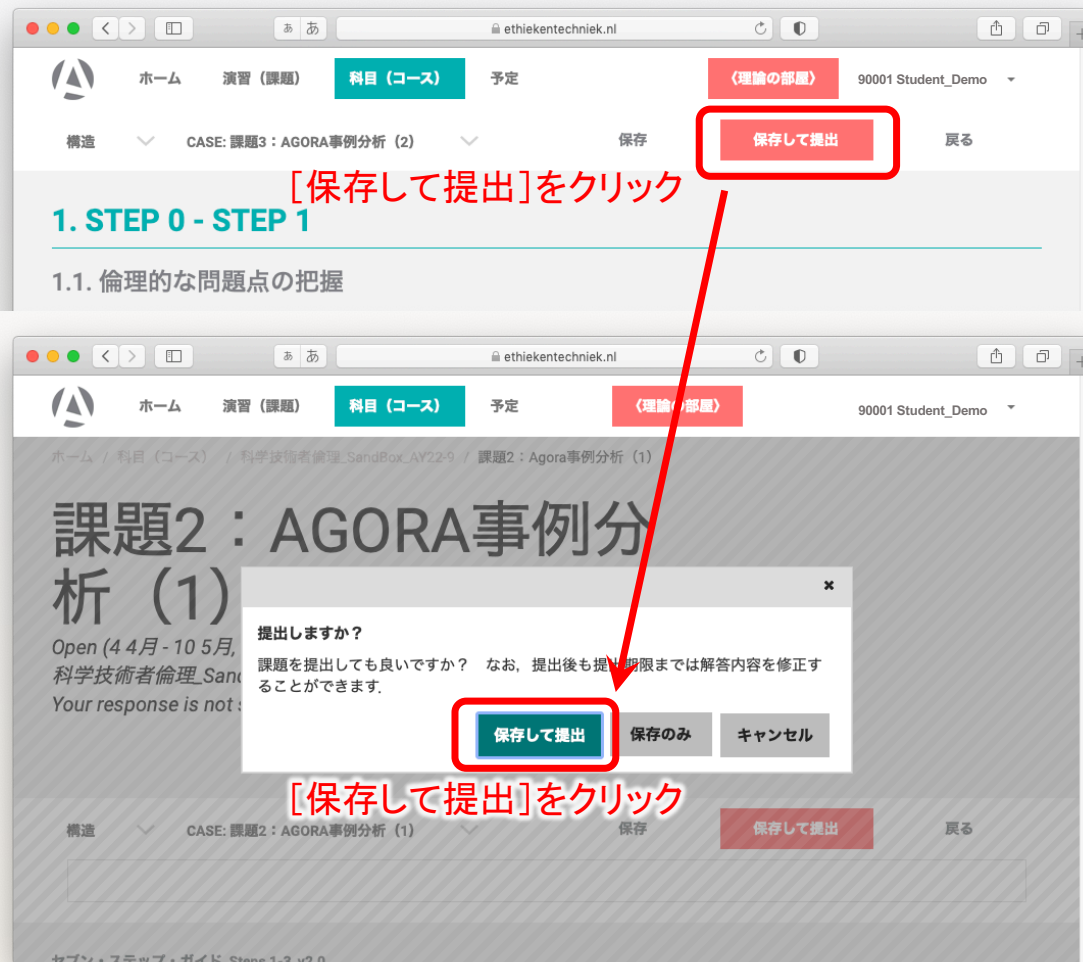 あ あ ethiekentechniek.nl
ホーム 演習（課題） 科目（コース） 予定 〈理論の部屋〉 90001 Student_Demo
構造 CASE: 課題3：AGORA事例分析（2） 保存 保存して提出 戻る
［保存して提出］をクリック
1. STEP 0 - STEP 1
1.1. 倫理的な問題点の把握
あ あ ethiekentechniek.nl
ホーム 演習（課題） 科目（コース） 予定 〈理論の部屋〉 90001 Student_Demo
ホーム / 科目（コース） / 科学技術者倫理_SandBox_AY22-9 / 課題2：Agora事例分析（1）
課題2：AGORA事例分
析（1）
Open (4 4月 - 10 5月,
科学技術者倫理_San
Your response is not
提出しますか？
課題を提出しても良いですか？ なお，提出後も提出期限までは解答内容を修正す
ることができます．
保存して提出 保存のみ キャンセル
［保存して提出］をクリック
構造 CASE: 課題2：AGORA事例分析（1） 保存 保存して提出 戻る
セブン・ステップ・ガイド Steps 1-3 v2.0